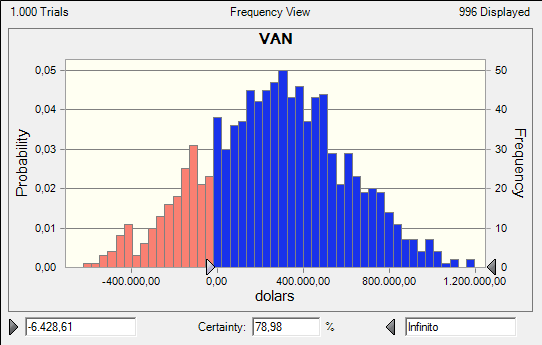 1.000 Trials Frequency View 996 Displayed
VAN
0,05 50
0,04 40
0,03 30
0,02 20
0,01 10
0,00 0
Probability
Frequency
-400.000,00 0,00 400.000,00 800.000,00 1.200.000,00
dolars
-6.428,61 Certainty: 78,98 % Infinito